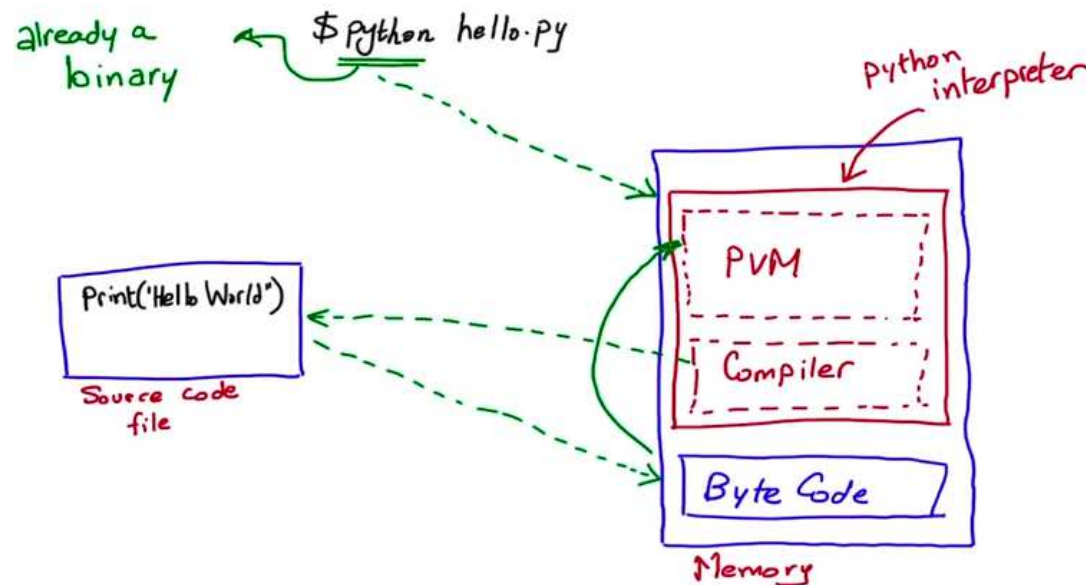 already a
binary
$ python hello.py
python
interpreter
PVM
Print('Hello World")
Compiler
Source code
file
Byte Code
Memory